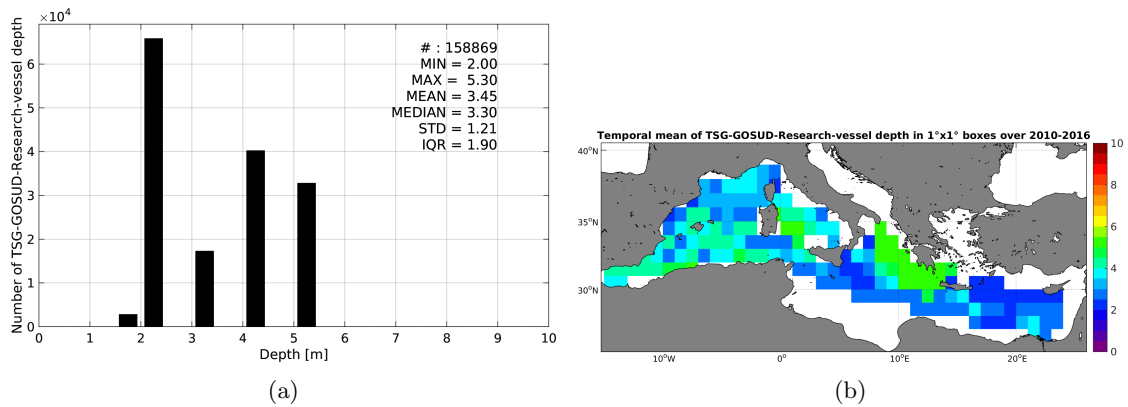 ×10⁴
Number of TSG-GOSUD-Research-vessel depth
6
5
4
3
2
1
0
0 1 2 3 4 5 6 7 8 9 10
Depth [m]
# : 158869
MIN = 2.00
MAX = 5.30
MEAN = 3.45
MEDIAN = 3.30
STD = 1.21
IQR = 1.90
(a)
Temporal mean of TSG-GOSUD-Research-vessel depth in 1°x1° boxes over 2010-2016
40°N
35°N
30°N
10°W 0° 10°E 20°E
10
8
6
4
2
0
(b)